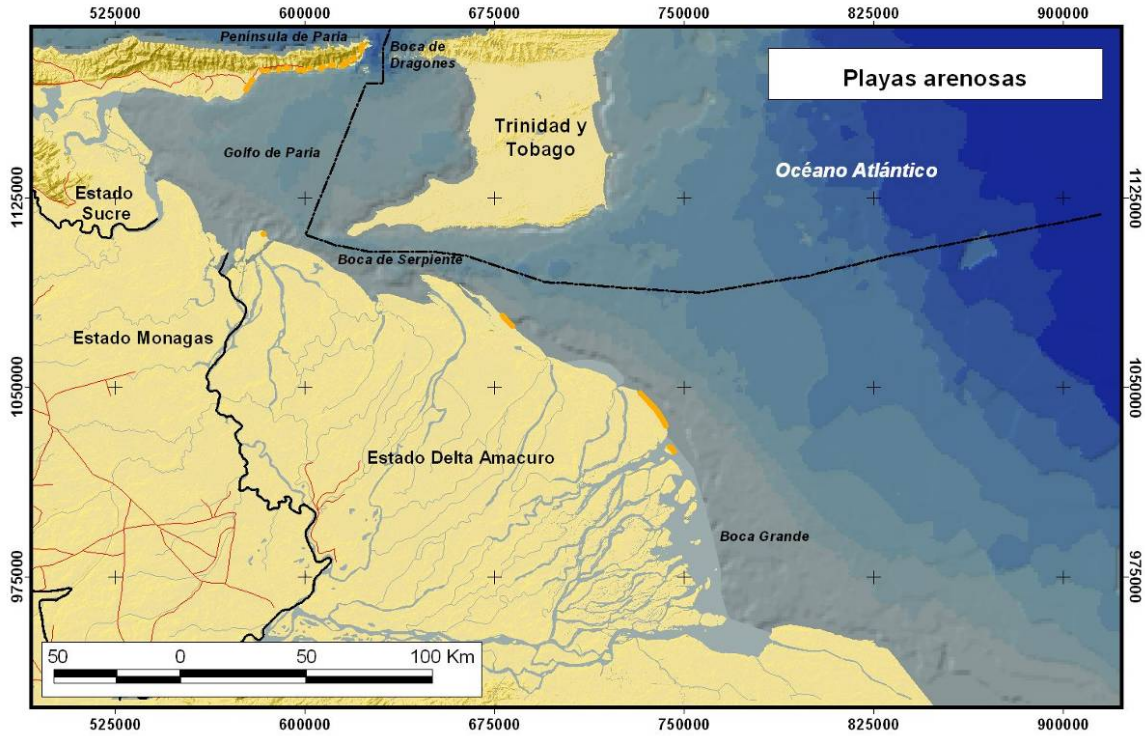 525000 600000 675000 750000 825000 900000
Península de Paria
Boca de
Dragones
Playas arenosas
Trinidad y
Tobago
Golfo de Paria
Océano Atlántico
Estado
Sucre
1125000 1125000
Boca de Serpiente
Estado Monagas
1050000 1050000
Estado Delta Amacuro
Boca Grande
975000 975000
50 0 50 100 Km
525000 600000 675000 750000 825000 900000